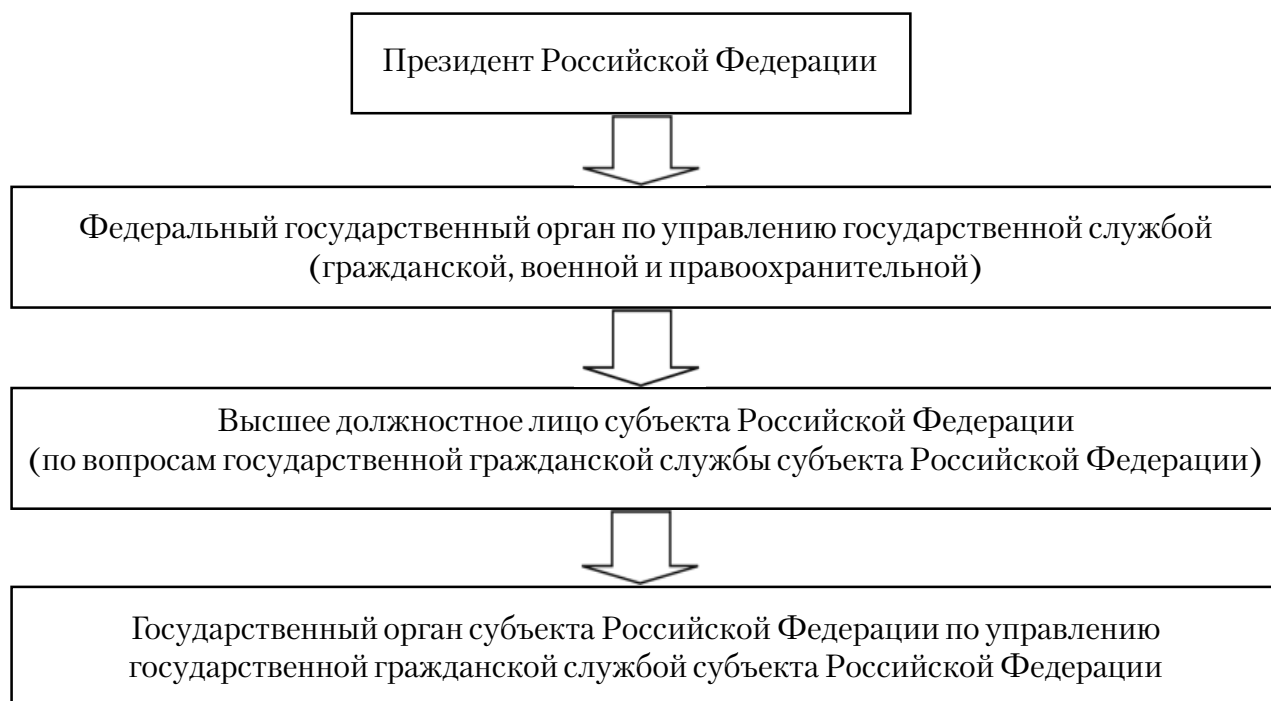 Президент Российской Федерации
Федеральный государственный орган по управлению государственной службой
(гражданской, военной и правоохранительной)
Высшее должностное лицо субъекта Российской Федерации
(по вопросам государственной гражданской службы субъекта Российской Федерации)
Государственный орган субъекта Российской Федерации по управлению
государственной гражданской службой субъекта Российской Федерации